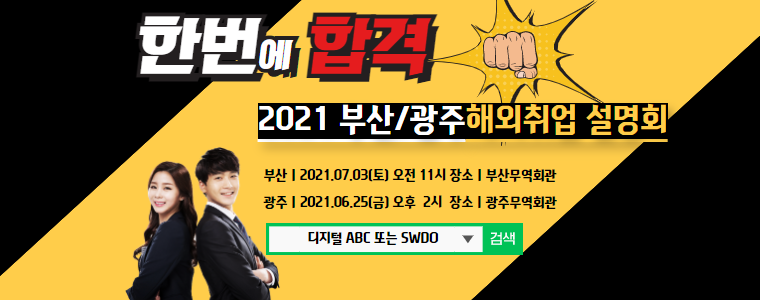 한번에 합격
2021 부산/광주해외취업 설명회
부산 | 2021.07.03(토) 오전 11시 장소 | 부산무역회관
광주 | 2021.06.25(금) 오후 2시 장소 | 광주무역회관
디지털 ABC 또는 SWDO 검색